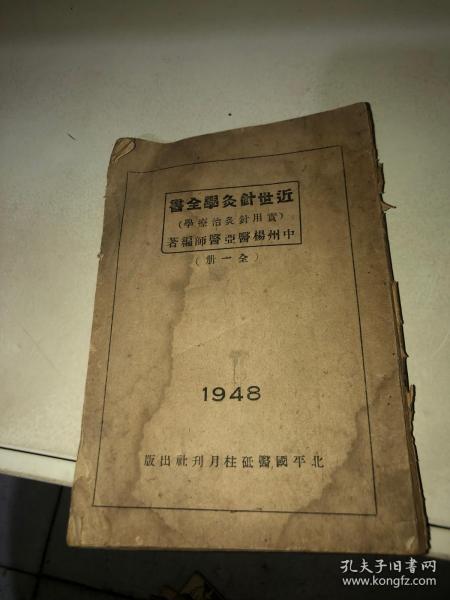 近世針灸學全書
(實用針灸治療學)
中州楊醫亞醫師編著
(全一册)
1948
北平國醫砥柱月刊社出版
孔夫子旧书网
www.kongfz.com